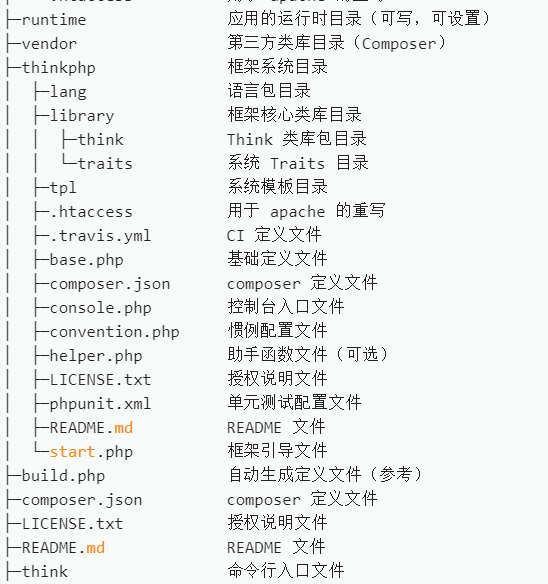 ├─runtime 应用的运行时目录（可写，可设置）
├─vendor 第三方类库目录（Composer）
├─thinkphp 框架系统目录
│ ├─lang 语言包目录
│ ├─library 框架核心类库目录
│ │ ├─think Think 类库包目录
│ │ └─traits 系统 Traits 目录
│ ├─tpl 系统模板目录
│ ├─.htaccess 用于 apache 的重写
│ ├─.travis.yml CI 定义文件
│ ├─base.php 基础定义文件
│ ├─composer.json composer 定义文件
│ ├─console.php 控制台入口文件
│ ├─convention.php 惯例配置文件
│ ├─helper.php 助手函数文件（可选）
│ ├─LICENSE.txt 授权说明文件
│ ├─phpunit.xml 单元测试配置文件
│ ├─README.md README 文件
│ └─start.php 框架引导文件
├─build.php 自动生成定义文件（参考）
├─composer.json composer 定义文件
├─LICENSE.txt 授权说明文件
├─README.md README 文件
├─think 命令行入口文件